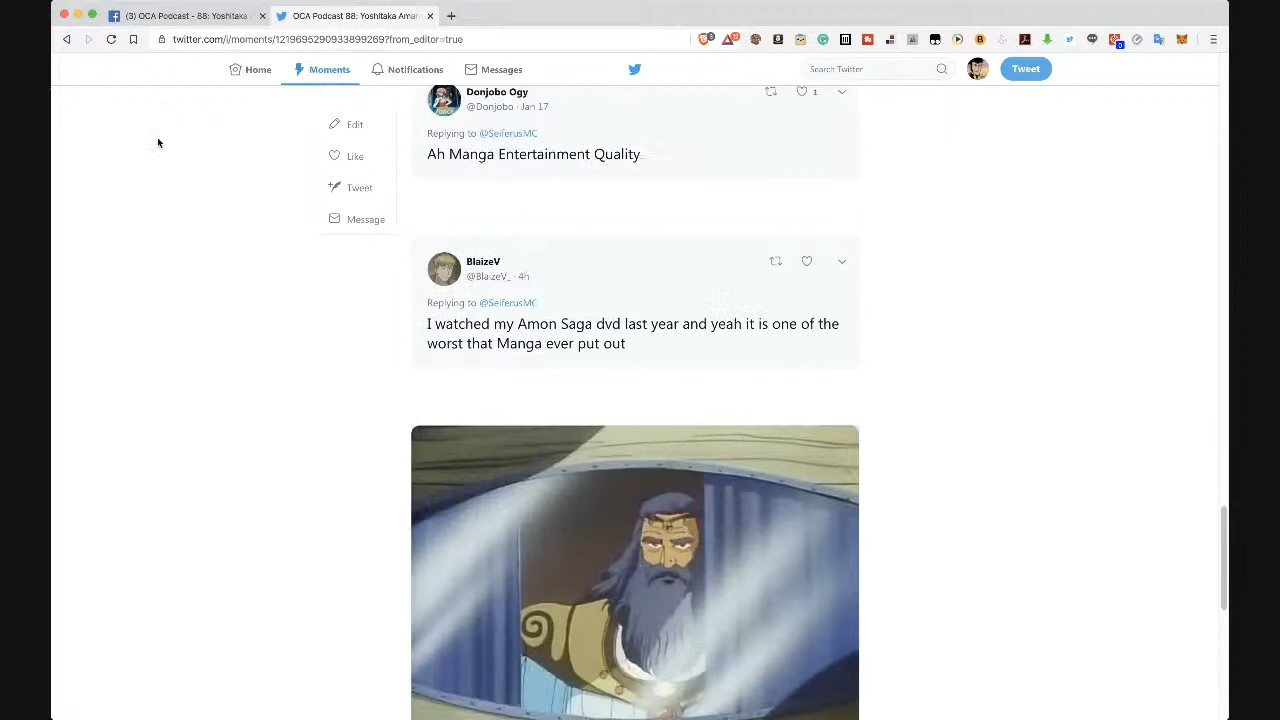 (3) OCA Podcast - 88: Yoshitaka
OCA Podcast 88: Yoshitaka Amar
twitter.com/i/moments/1219695290933899269?from_editor=true
Home
Moments
Notifications
Messages
Search Twitter
Tweet
Donjobo Ogy
@Donjobo · Jan 17
1
Edit
Like
Tweet
Message
Replying to @SeiferusMC
Ah Manga Entertainment Quality
BlaizeV
@BlaizeV_ · 4h
Replying to @SeiferusMC
I watched my Amon Saga dvd last year and yeah it is one of the
worst that Manga ever put out